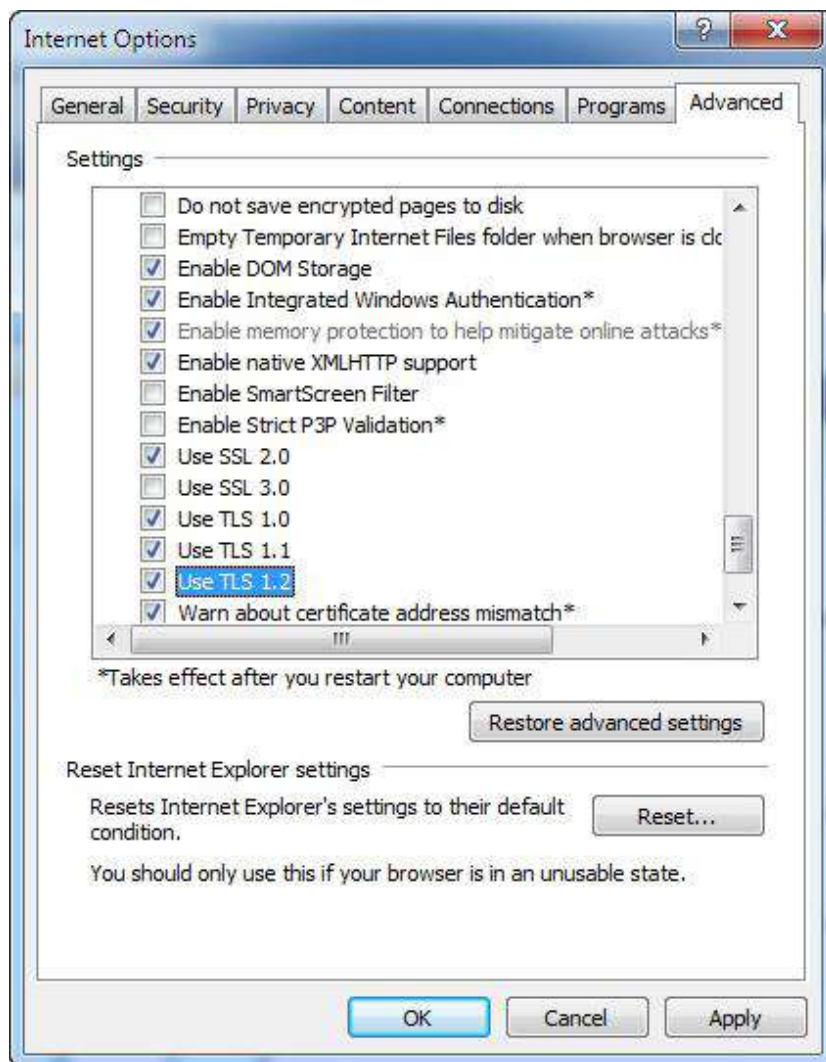 Internet Options
General Security Privacy Content Connections Programs Advanced
Settings
Do not save encrypted pages to disk
Empty Temporary Internet Files folder when browser is clo
Enable DOM Storage
Enable Integrated Windows Authentication*
Enable memory protection to help mitigate online attacks*
Enable native XMLHTTP support
Enable SmartScreen Filter
Enable Strict P3P Validation*
Use SSL 2.0
Use SSL 3.0
Use TLS 1.0
Use TLS 1.1
Use TLS 1.2
Warn about certificate address mismatch*
*Takes effect after you restart your computer
Restore advanced settings
Reset Internet Explorer settings
Resets Internet Explorer's settings to their default
condition.
Reset...
You should only use this if your browser is in an unusable state.
OK Cancel Apply